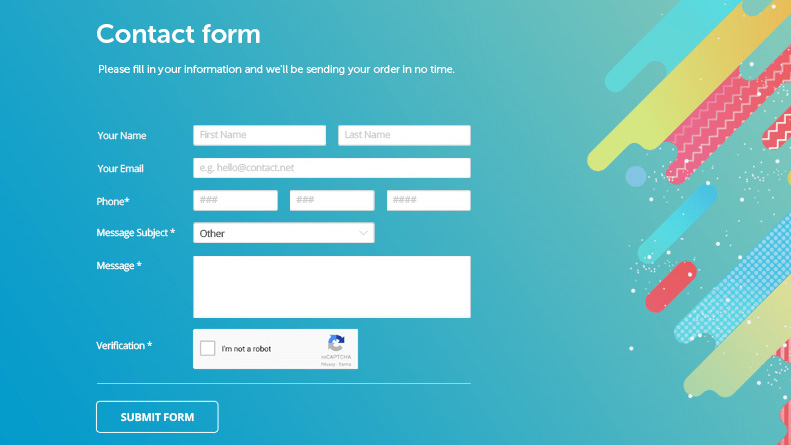 Contact form
Please fill in your information and we'll be sending your order in no time.
Your Name First Name Last Name
Your Email e.g. hello@contact.net
Phone* ### ### ####
Message Subject * Other
Message *
Verification * I'm not a robot
reCAPTCHA
Privacy - Terms
SUBMIT FORM